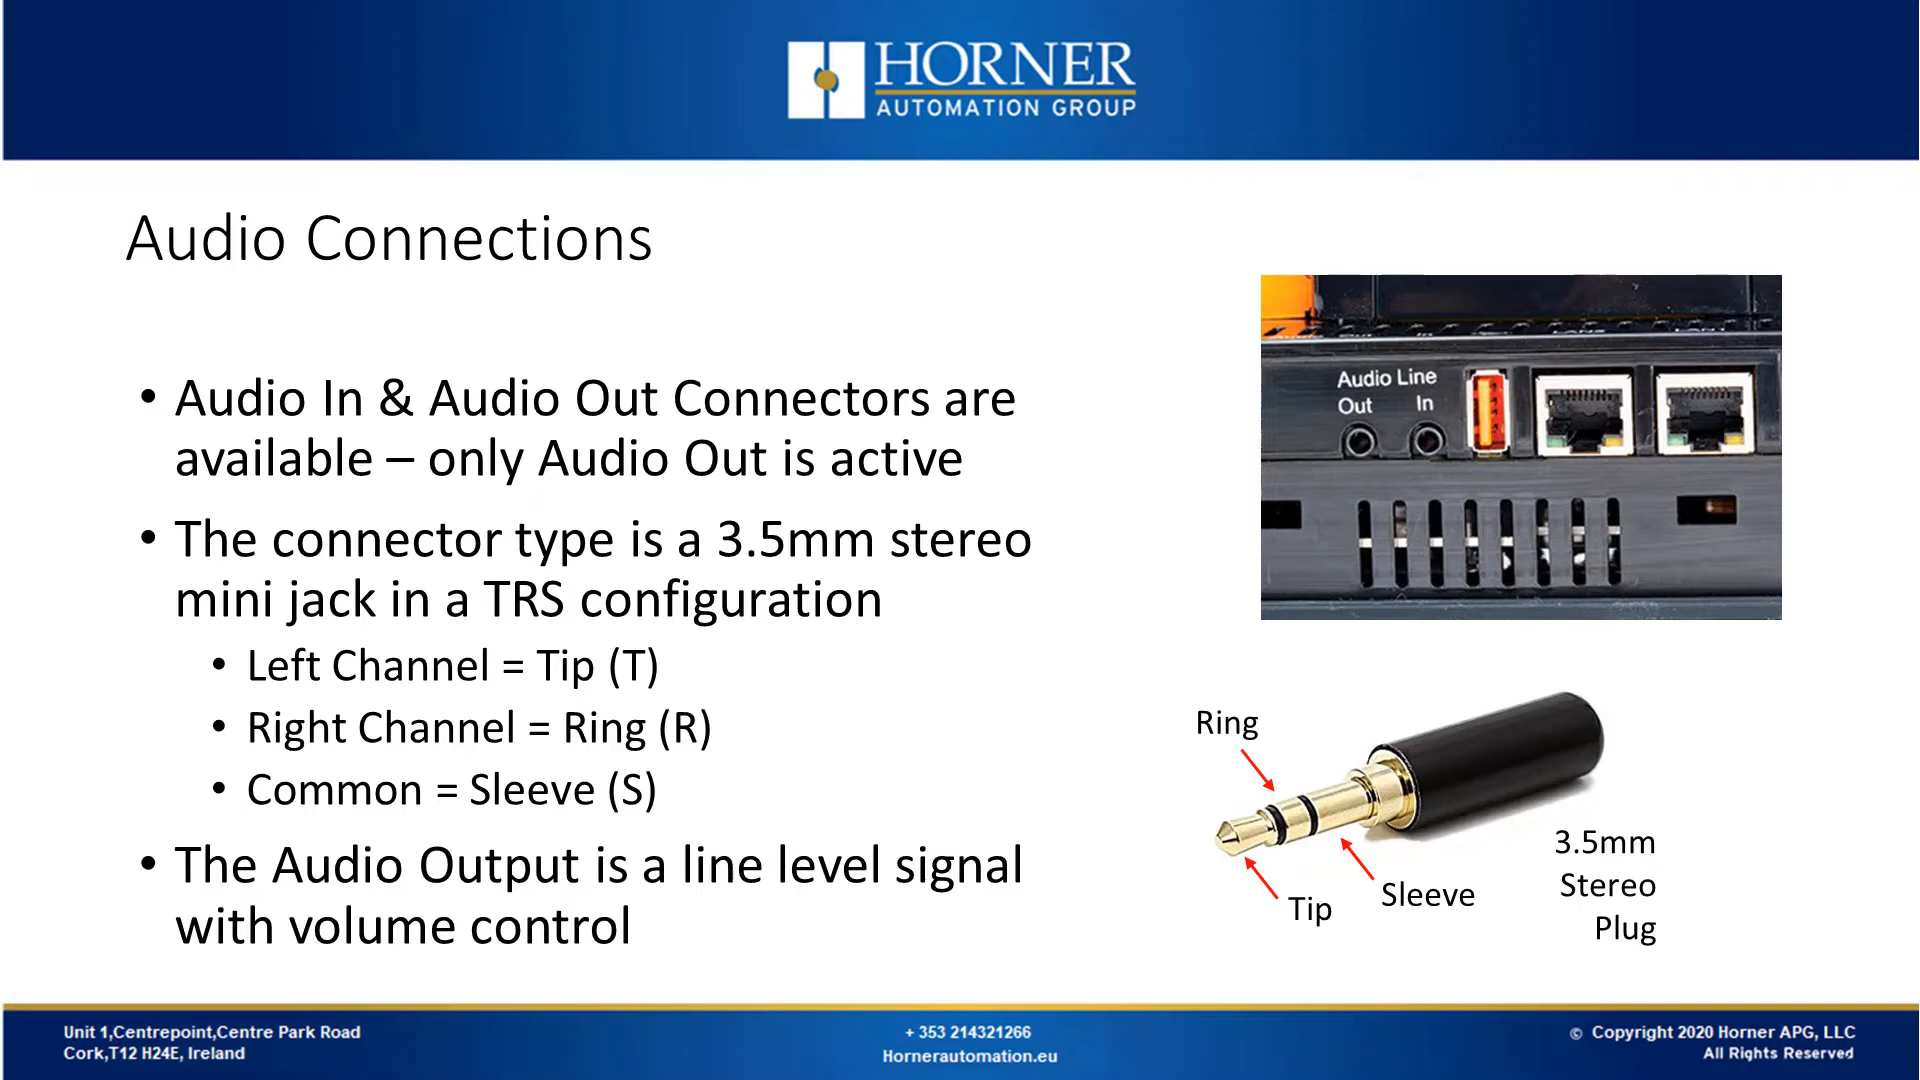 HORNER
AUTOMATION GROUP
Audio Connections
• Audio In & Audio Out Connectors are
available – only Audio Out is active
• The connector type is a 3.5mm stereo
mini jack in a TRS configuration
• Left Channel = Tip (T)
• Right Channel = Ring (R)
• Common = Sleeve (S)
• The Audio Output is a line level signal
with volume control
Audio Line
Out In
Ring
Tip
Sleeve
3.5mm
Stereo
Plug
Unit 1,Centrepoint,Centre Park Road
Cork,T12 H24E, Ireland
+ 353 214321266
Hornerautomation.eu
© Copyright 2020 Horner APG, LLC
All Rights Reserved